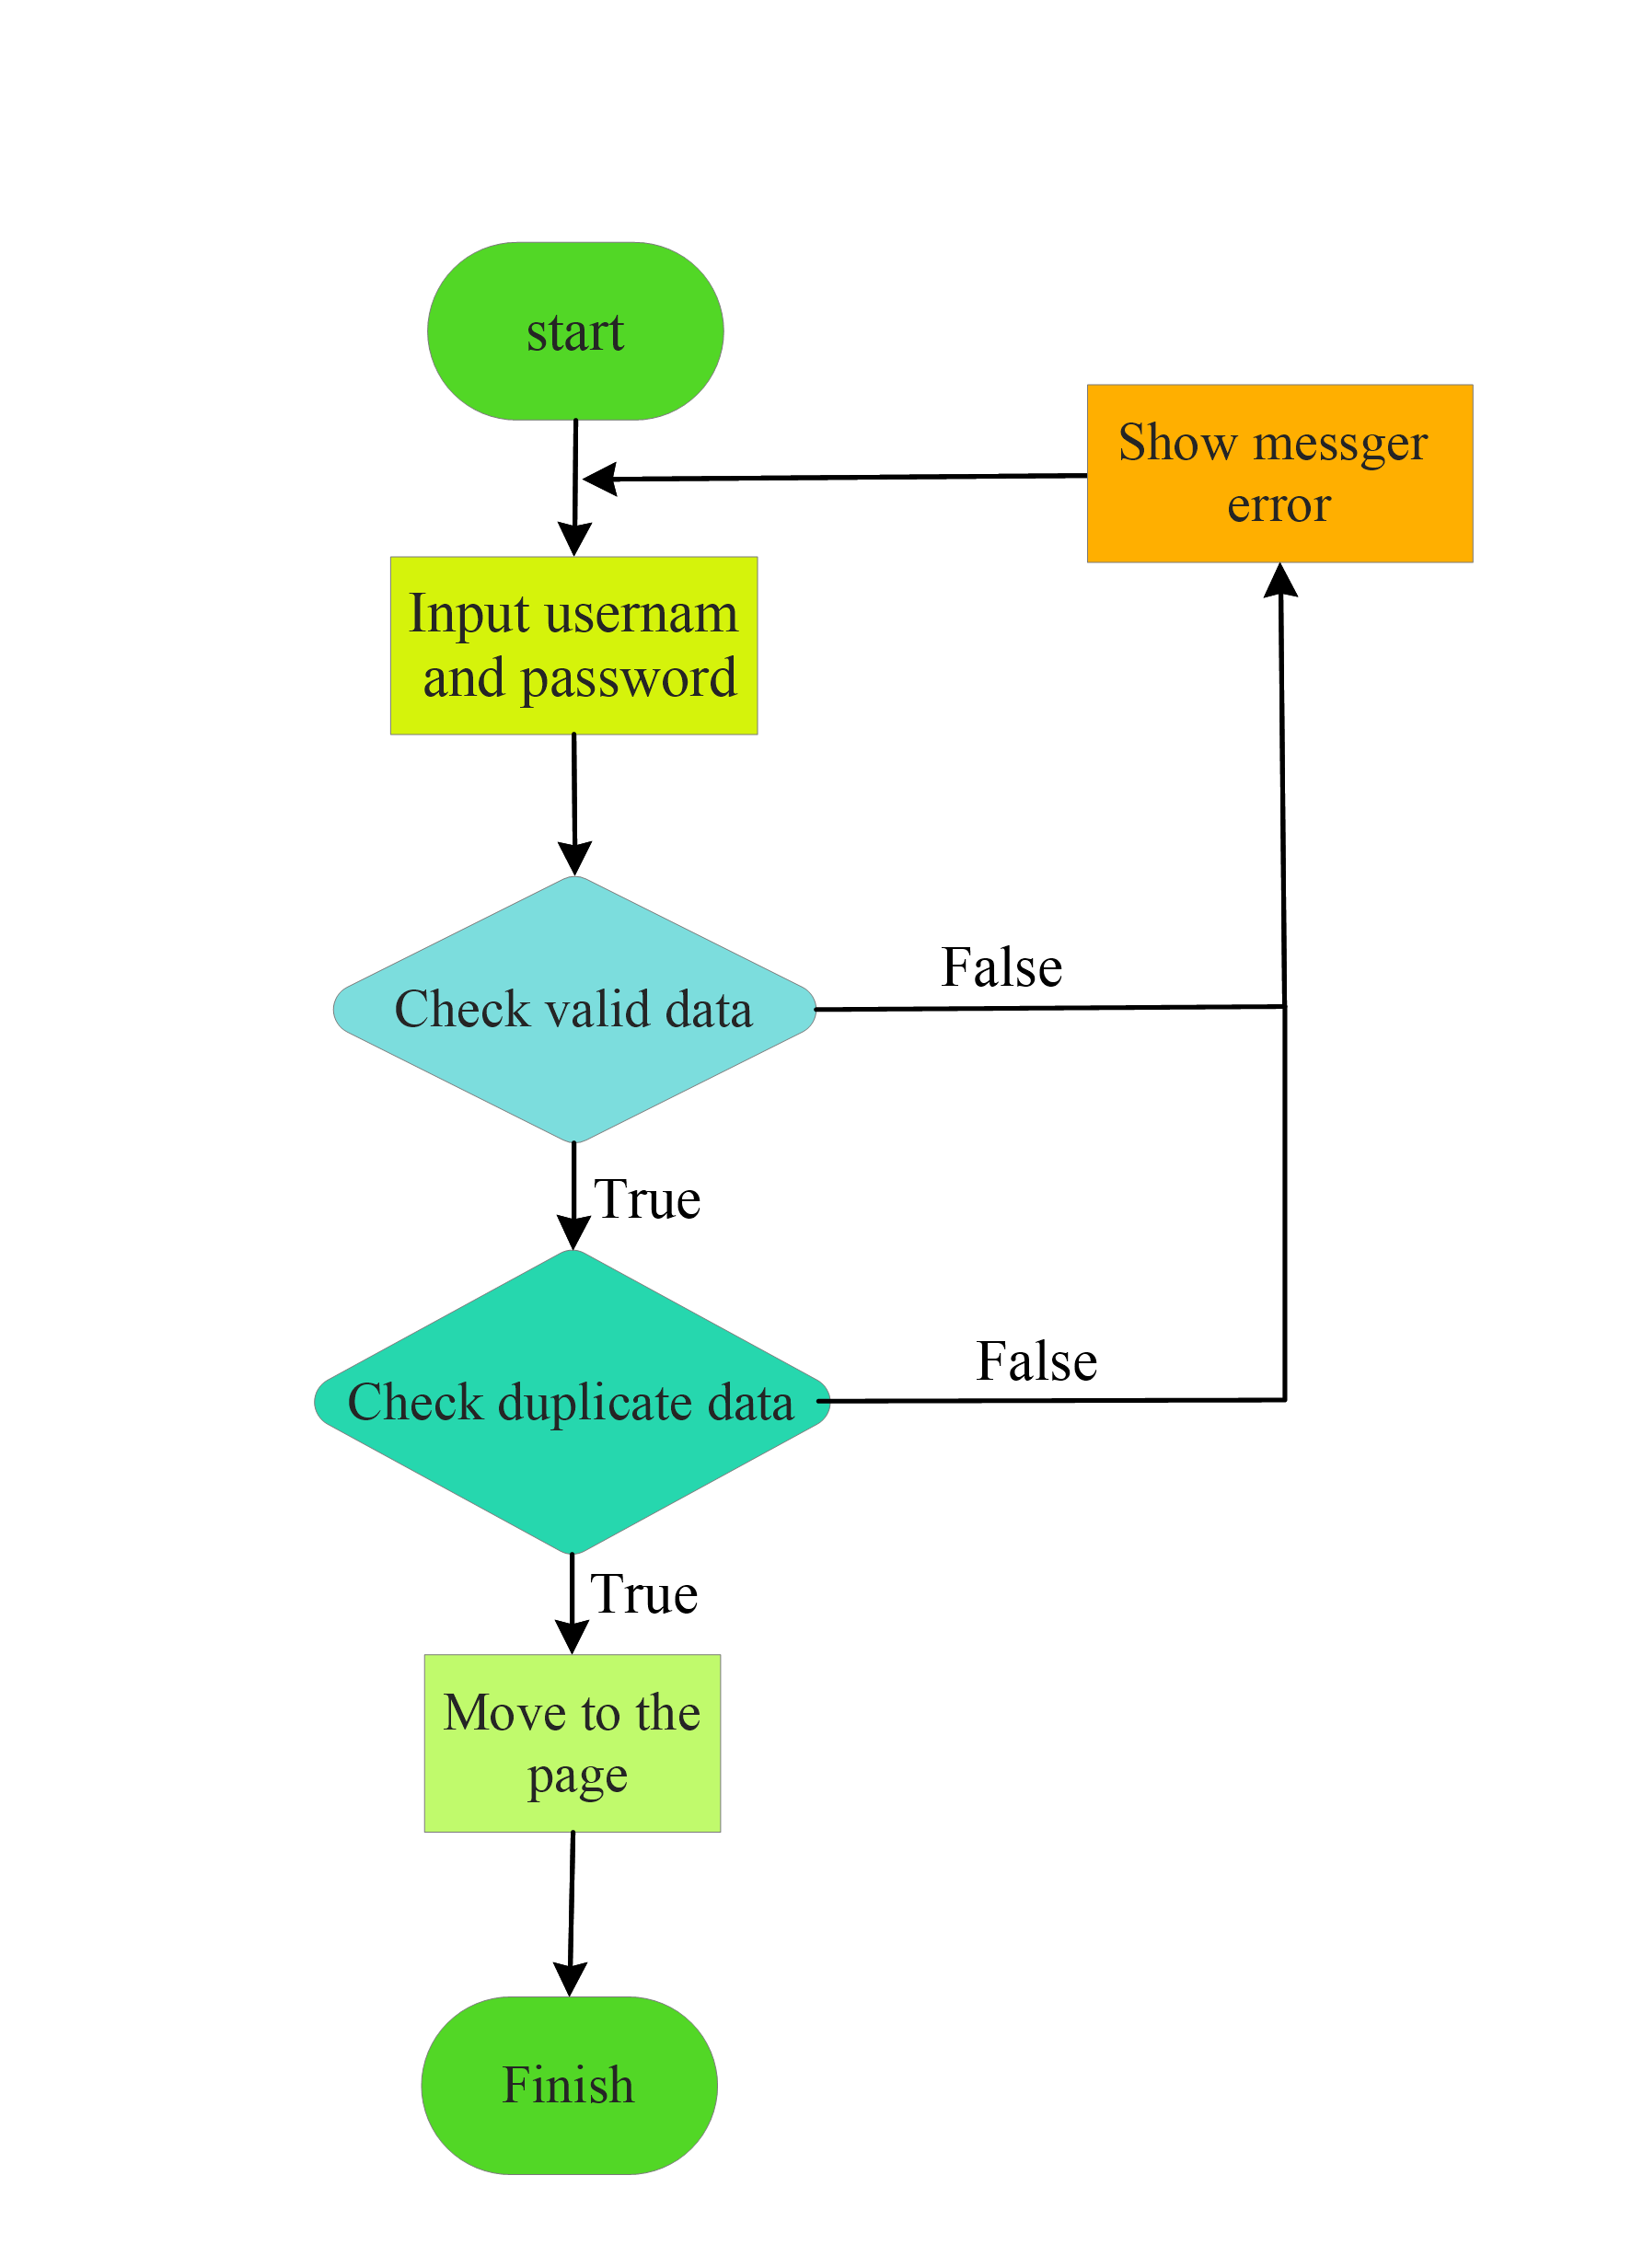 start
Show messger
error
Input usernam
and password
Check valid data
False
True
Check duplicate data
False
True
Move to the
page
Finish